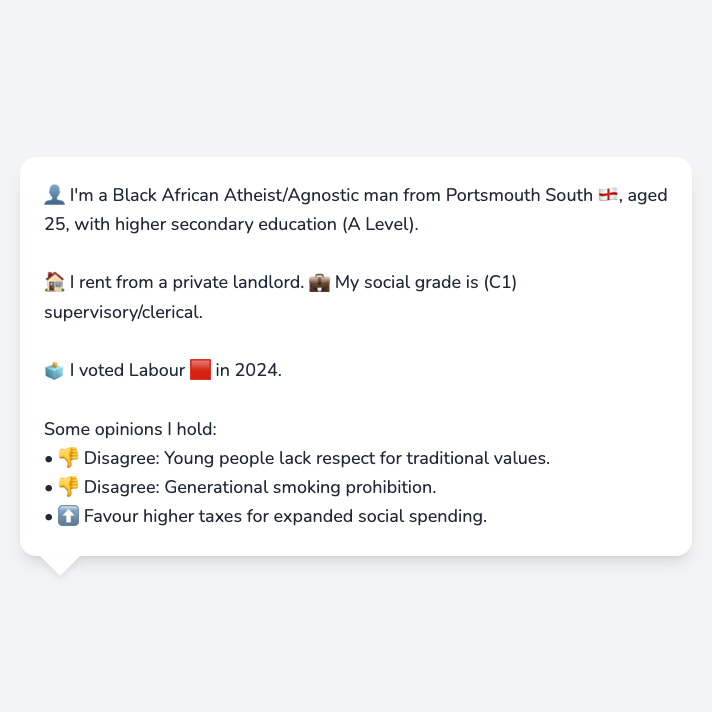 👤 I'm a Black African Atheist/Agnostic man from Portsmouth South 🏴󠁧󠁢󠁥󠁮󠁧󠁿, aged
25, with higher secondary education (A Level).
🏠 I rent from a private landlord. 💼 My social grade is (C1)
supervisory/clerical.
🗳️ I voted Labour 🟥 in 2024.
Some opinions I hold:
• 👎 Disagree: Young people lack respect for traditional values.
• 👎 Disagree: Generational smoking prohibition.
• ⬆️ Favour higher taxes for expanded social spending.